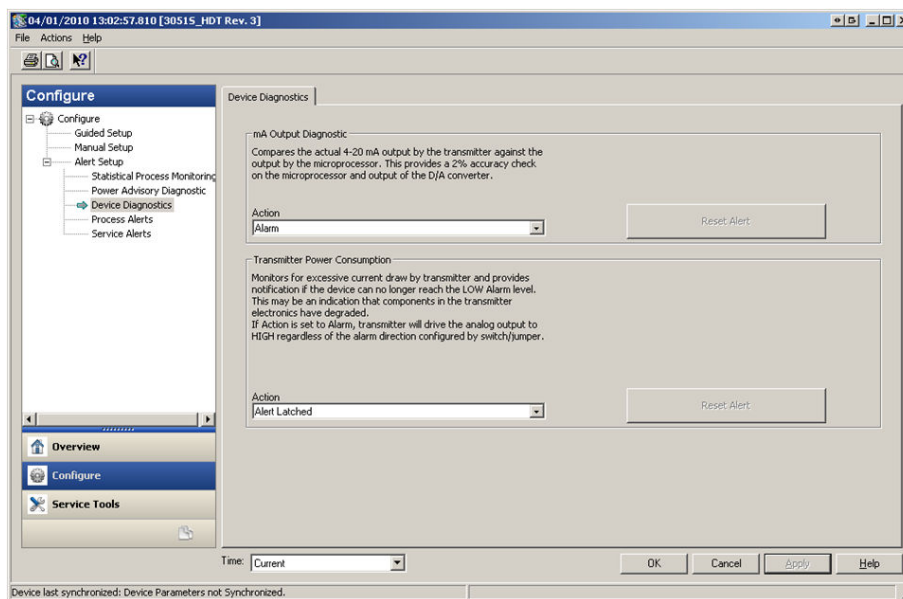 04/01/2010 13:02:57.810 [3051S_HDT Rev. 3]
File Actions Help
Configure
Configure
Guided Setup
Manual Setup
Alert Setup
Statistical Process Monitoring
Power Advisory Diagnostic
Device Diagnostics
Process Alerts
Service Alerts
Overview
Configure
Service Tools
Device Diagnostics
mA Output Diagnostic
Compares the actual 4-20 mA output by the transmitter against the
output by the microprocessor. This provides a 2% accuracy check
on the microprocessor and output of the D/A converter.
Action
Alarm
Reset Alert
Transmitter Power Consumption
Monitors for excessive current draw by transmitter and provides
notification if the device can no longer reach the LOW Alarm level.
This may be an indication that components in the transmitter
electronics have degraded.
If Action is set to Alarm, transmitter will drive the analog output to
HIGH regardless of the alarm direction configured by switch/jumper.
Action
Alert Latched
Reset Alert
Time: Current
OK Cancel Apply Help
Device last synchronized: Device Parameters not Synchronized.